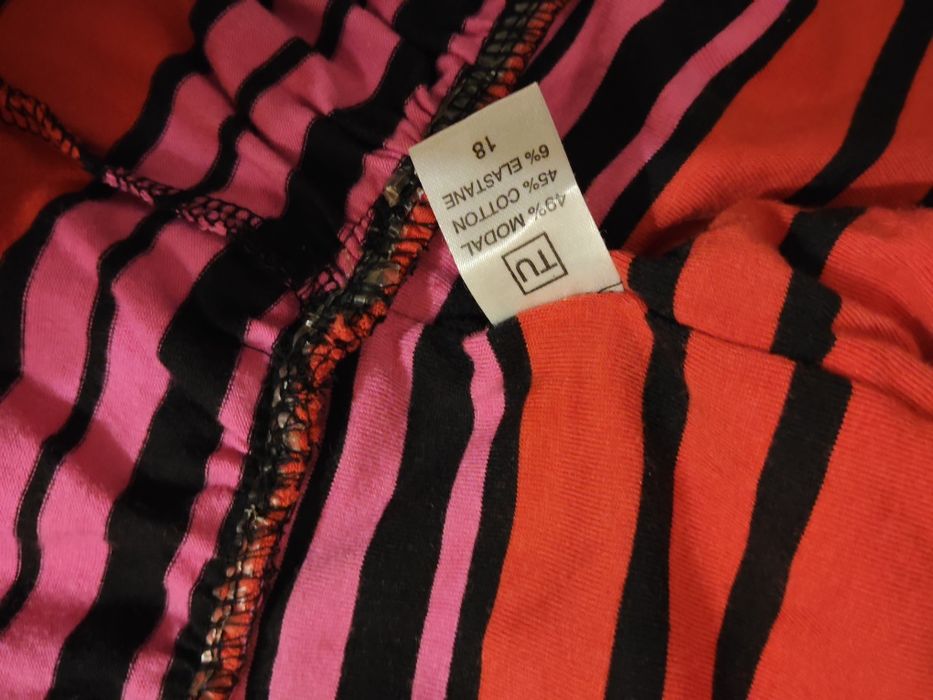 TU
49% MODAL
45% COTTON
6% ELASTANE
18